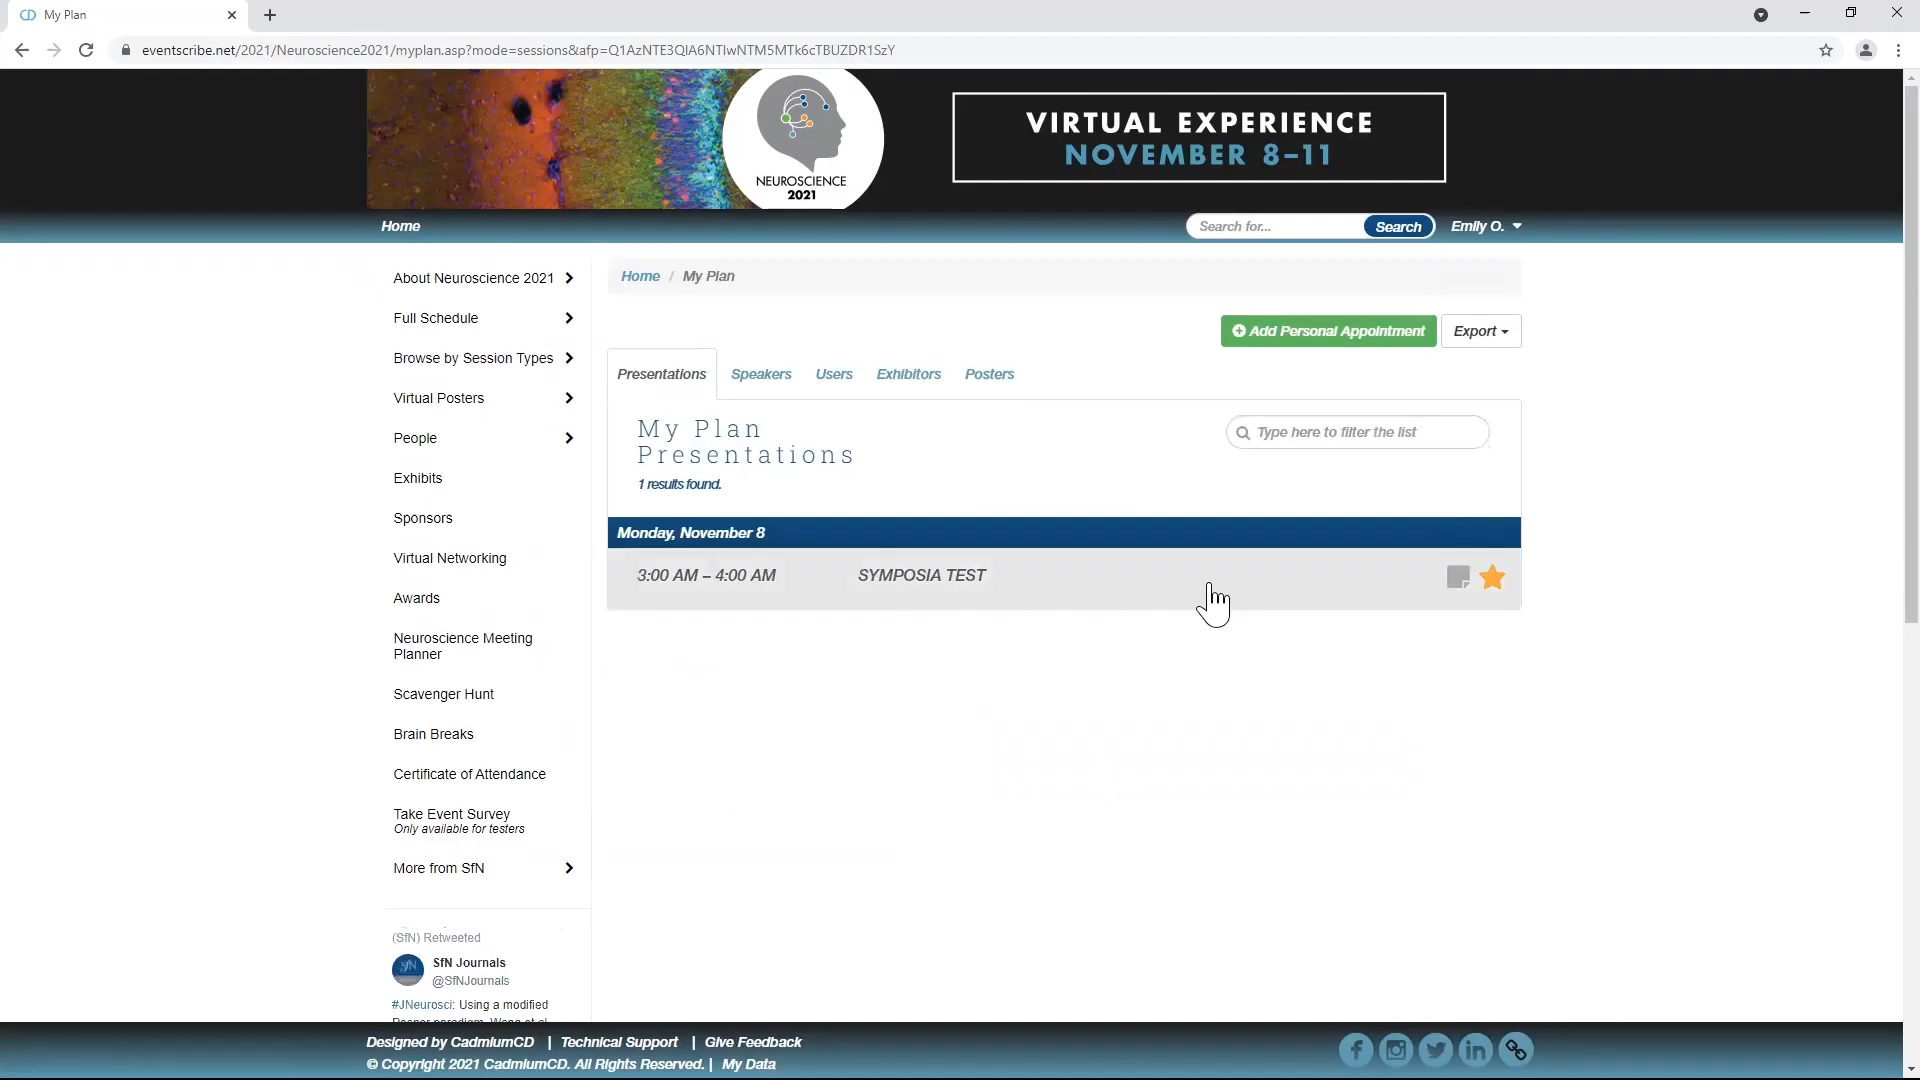 My Plan
eventscribe.net/2021/Neuroscience2021/myplan.asp?mode=sessions&afp=Q1AzNTE3QlA6NTIwNTM5MTk6cTBUZDR1SzY
NEUROSCIENCE
2021
VIRTUAL EXPERIENCE
NOVEMBER 8–11
Home
Search for...
Search
Emily O.
About Neuroscience 2021
Full Schedule
Browse by Session Types
Virtual Posters
People
Exhibits
Sponsors
Virtual Networking
Awards
Neuroscience Meeting
Planner
Scavenger Hunt
Brain Breaks
Certificate of Attendance
Take Event Survey
Only available for testers
More from SfN
(SfN) Retweeted
SfN
SfN Journals
@SfNJournals
#JNeurosci: Using a modified
Home / My Plan
Add Personal Appointment
Export
Presentations Speakers Users Exhibitors Posters
My Plan
Presentations
Type here to filter the list
1 results found.
Monday, November 8
3:00 AM – 4:00 AM SYMPOSIA TEST
Designed by CadmiumCD | Technical Support | Give Feedback
© Copyright 2021 CadmiumCD. All Rights Reserved. | My Data